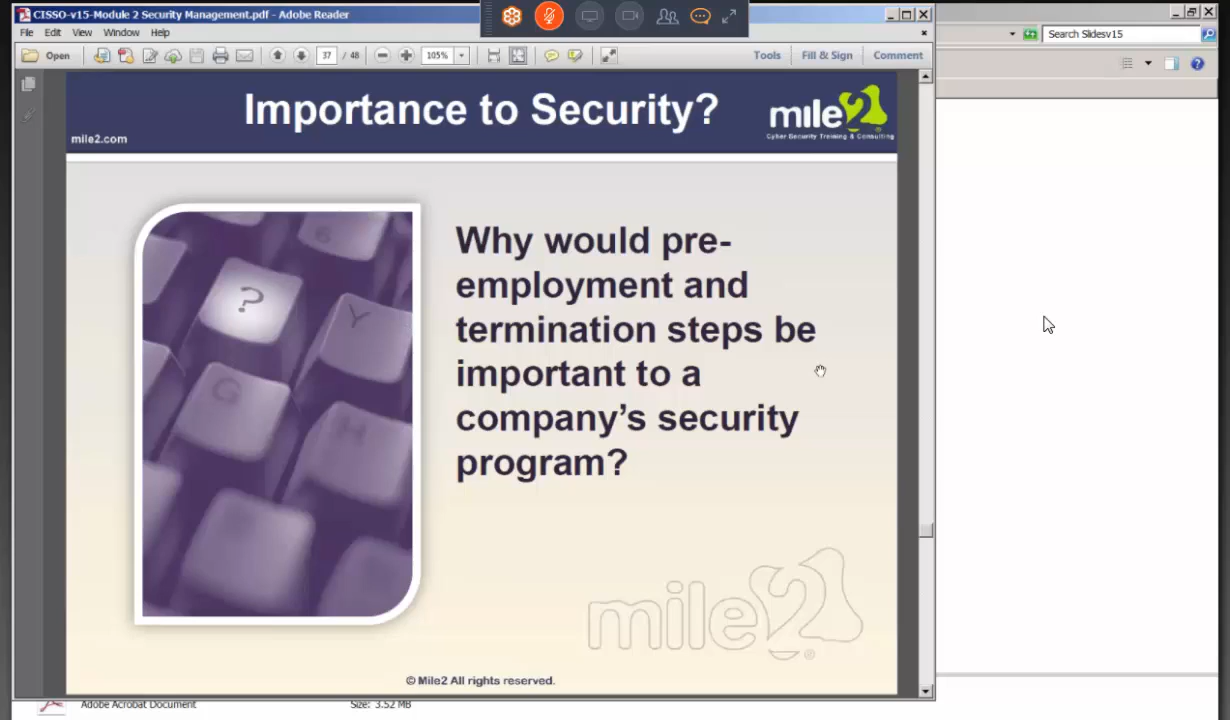 CISSO-v15-Module 2 Security Management.pdf - Adobe Reader
File Edit View Window Help
Search Slidesv15
Open 37 / 48 105% Tools Fill & Sign Comment
Importance to Security?
mile2
Cyber Security Training & Consulting
mile2.com
6
?
Y
G
H
Why would pre-
employment and
termination steps be
important to a
company’s security
program?
mile2
®
© Mile2 All rights reserved.
Adobe Acrobat Document Size: 3.52 MB